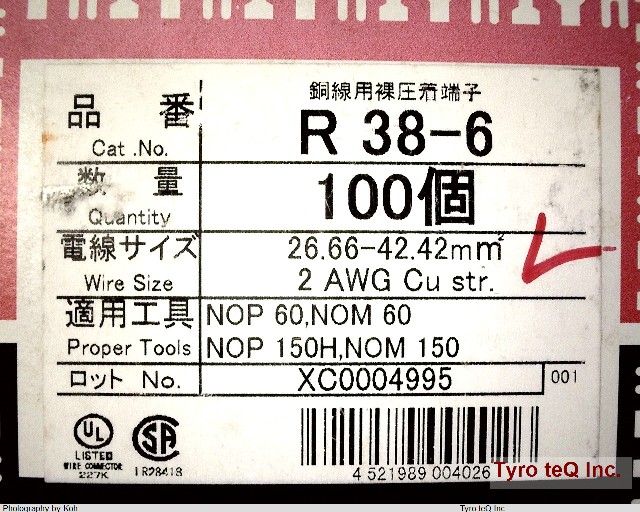 銅線用裸圧着端子
品 番 R 38-6
Cat .No.
数 量 100個
Quantity
電線サイズ 26.66-42.42mm²
Wire Size 2 AWG Cu str.
適用工具 NOP 60,NOM 60
Proper Tools NOP 150H,NOM 150
ロット No. XC0004995 001
UL SA
LISTED
WIRE CONNECTOR
227K LR28418
4 521989 004026
Tyro teQ Inc.
Photography by Koh Tyro teQ Inc